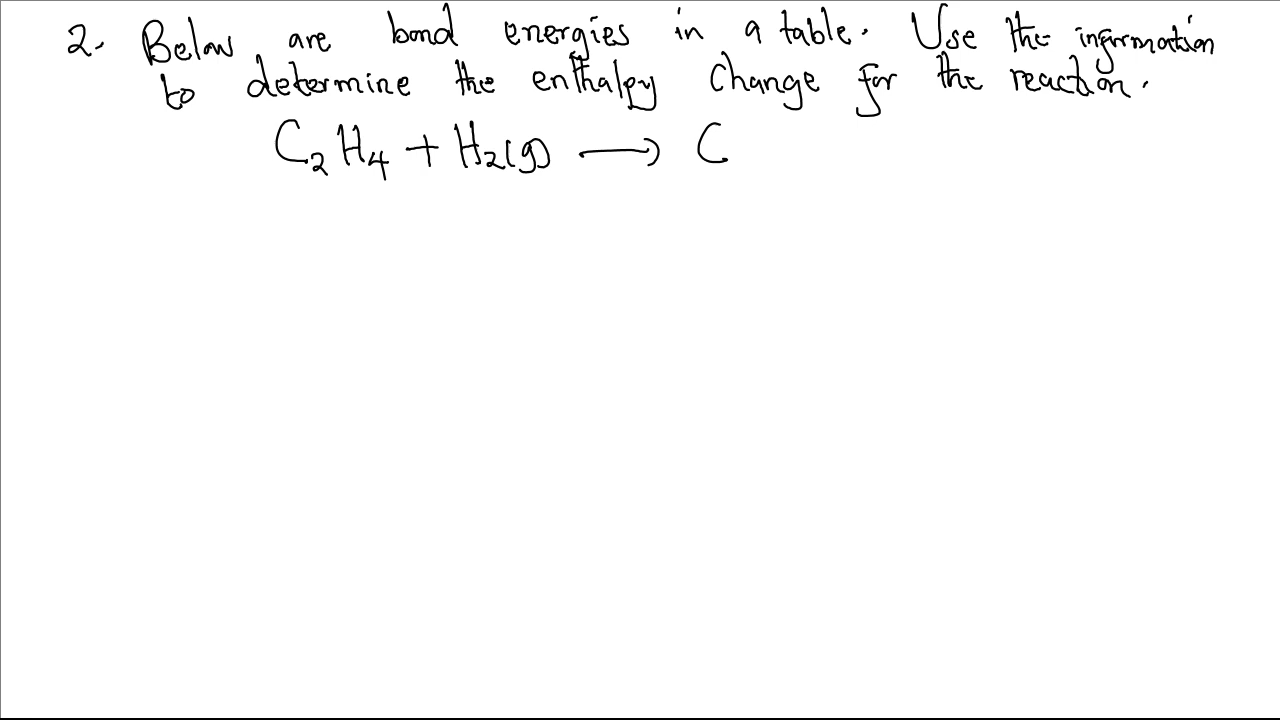 2. Below are bond energies in a table. Use the information
to determine the enthalpy change for the reaction.
C₂H₄ + H₂(g) ⟶ C